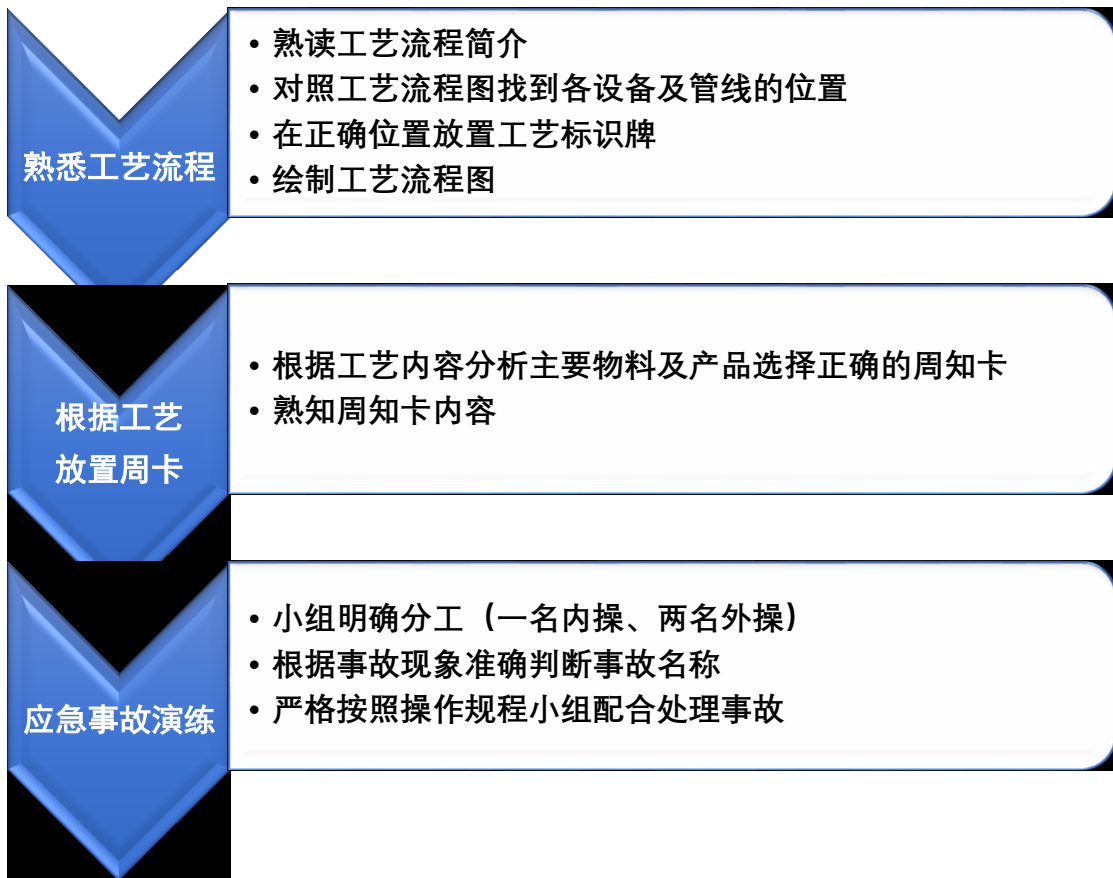 熟悉工艺流程
• 熟读工艺流程简介
• 对照工艺流程图找到各设备及管线的位置
• 在正确位置放置工艺标识牌
• 绘制工艺流程图
根据工艺
放置周卡
• 根据工艺内容分析主要物料及产品选择正确的周知卡
• 熟知周知卡内容
应急事故演练
• 小组明确分工（一名内操、两名外操）
• 根据事故现象准确判断事故名称
• 严格按照操作规程小组配合处理事故